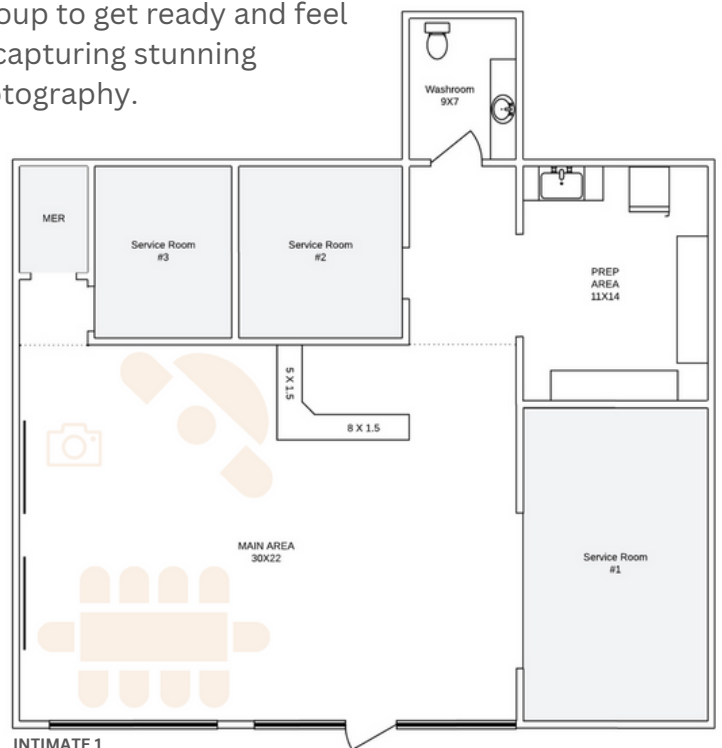 oup to get ready and feel
capturing stunning
otography.
Washroom
9X7
MER
Service Room
#3
Service Room
#2
PREP
AREA
11X14
5 X 1.5
8 X 1.5
MAIN AREA
30X22
Service Room
#1
INTIMATE 1